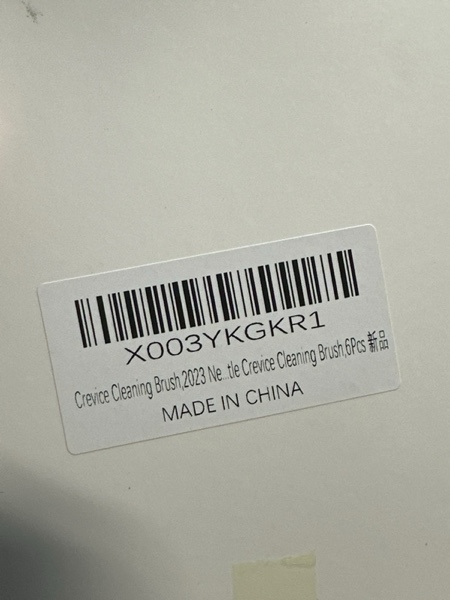 X003YKGKR1
Crevice Cleaning Brush,2023 Ne...tle Crevice Cleaning Brush,6Pcs 新品
MADE IN CHINA